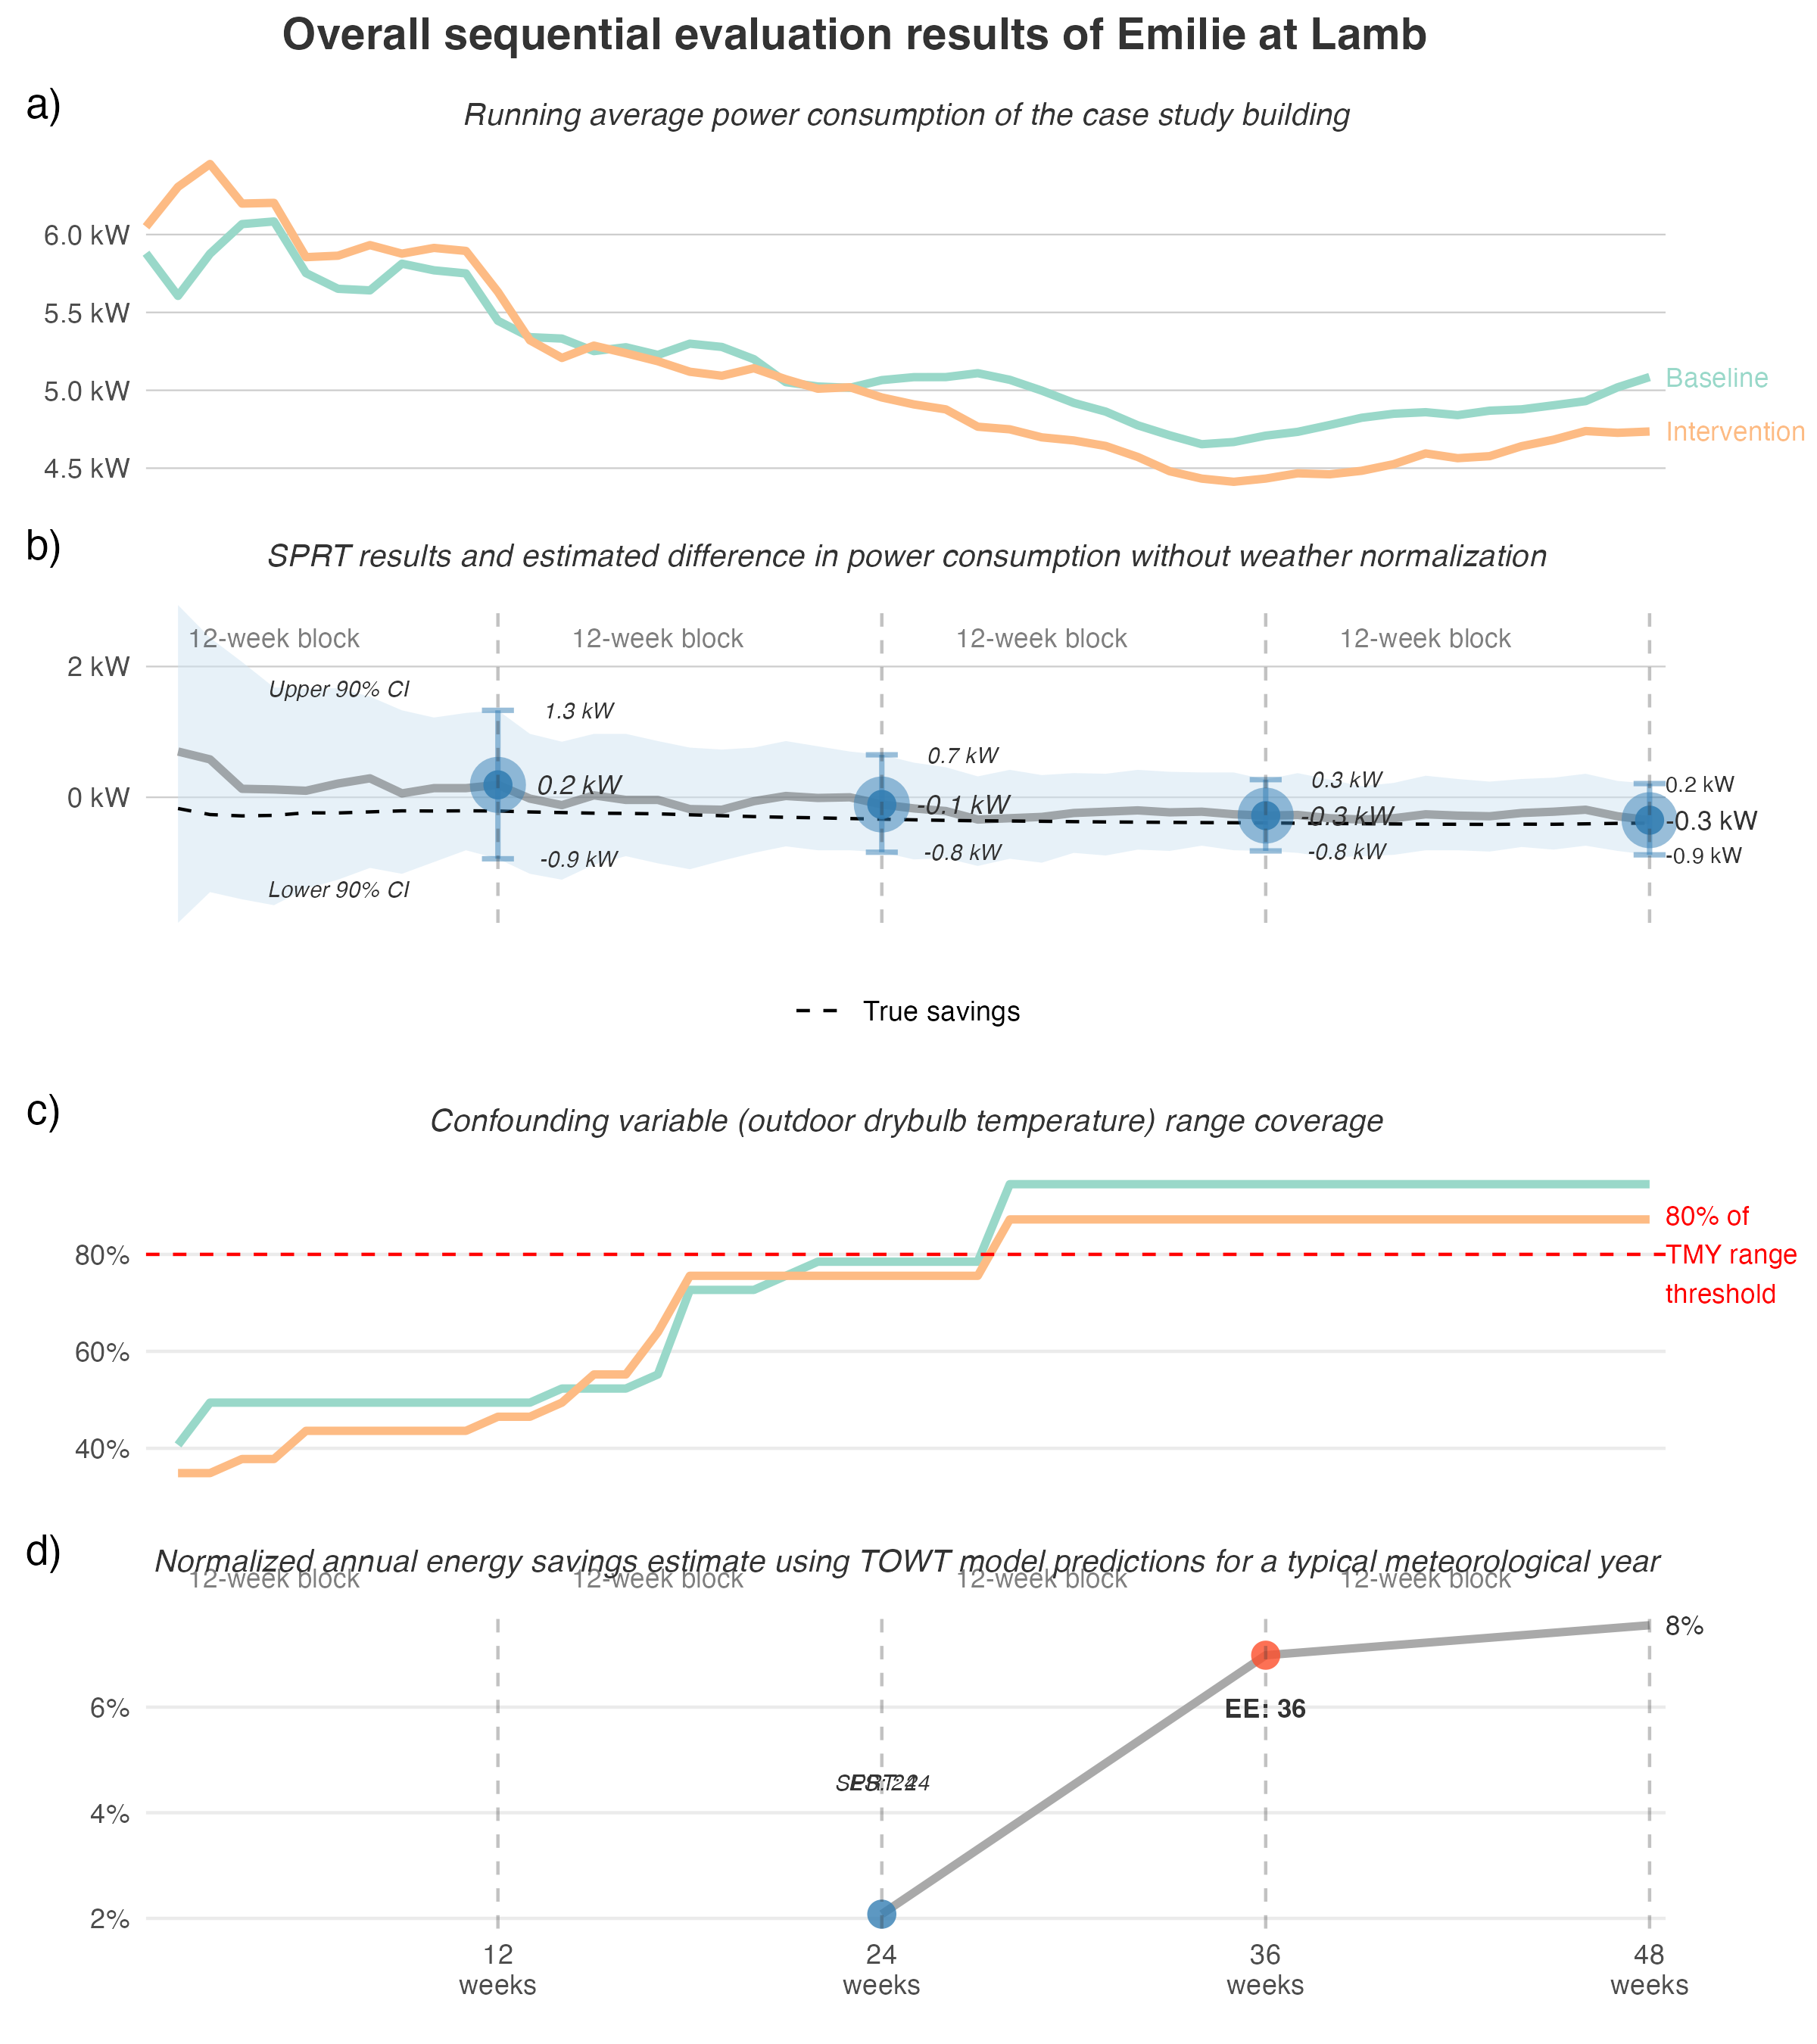 Overall sequential evaluation results of Emilie at Lamb
a)
Running average power consumption of the case study building
6.0 kW
5.5 kW
5.0 kW
4.5 kW
Baseline
Intervention
b)
SPRT results and estimated difference in power consumption without weather normalization
12-week block
12-week block
12-week block
12-week block
2 kW
0 kW
Upper 90% CI
Lower 90% CI
1.3 kW
0.2 kW
-0.9 kW
0.7 kW
-0.1 kW
-0.8 kW
0.3 kW
-0.3 kW
-0.8 kW
0.2 kW
-0.3 kW
-0.9 kW
True savings
c)
Confounding variable (outdoor drybulb temperature) range coverage
80%
60%
40%
80% of
TMY range
threshold
d)
Normalized annual energy savings estimate using TOWT model predictions for a typical meteorological year
12-week block
12-week block
12-week block
12-week block
6%
4%
2%
8%
EE: 36
12
weeks
24
weeks
36
weeks
48
weeks